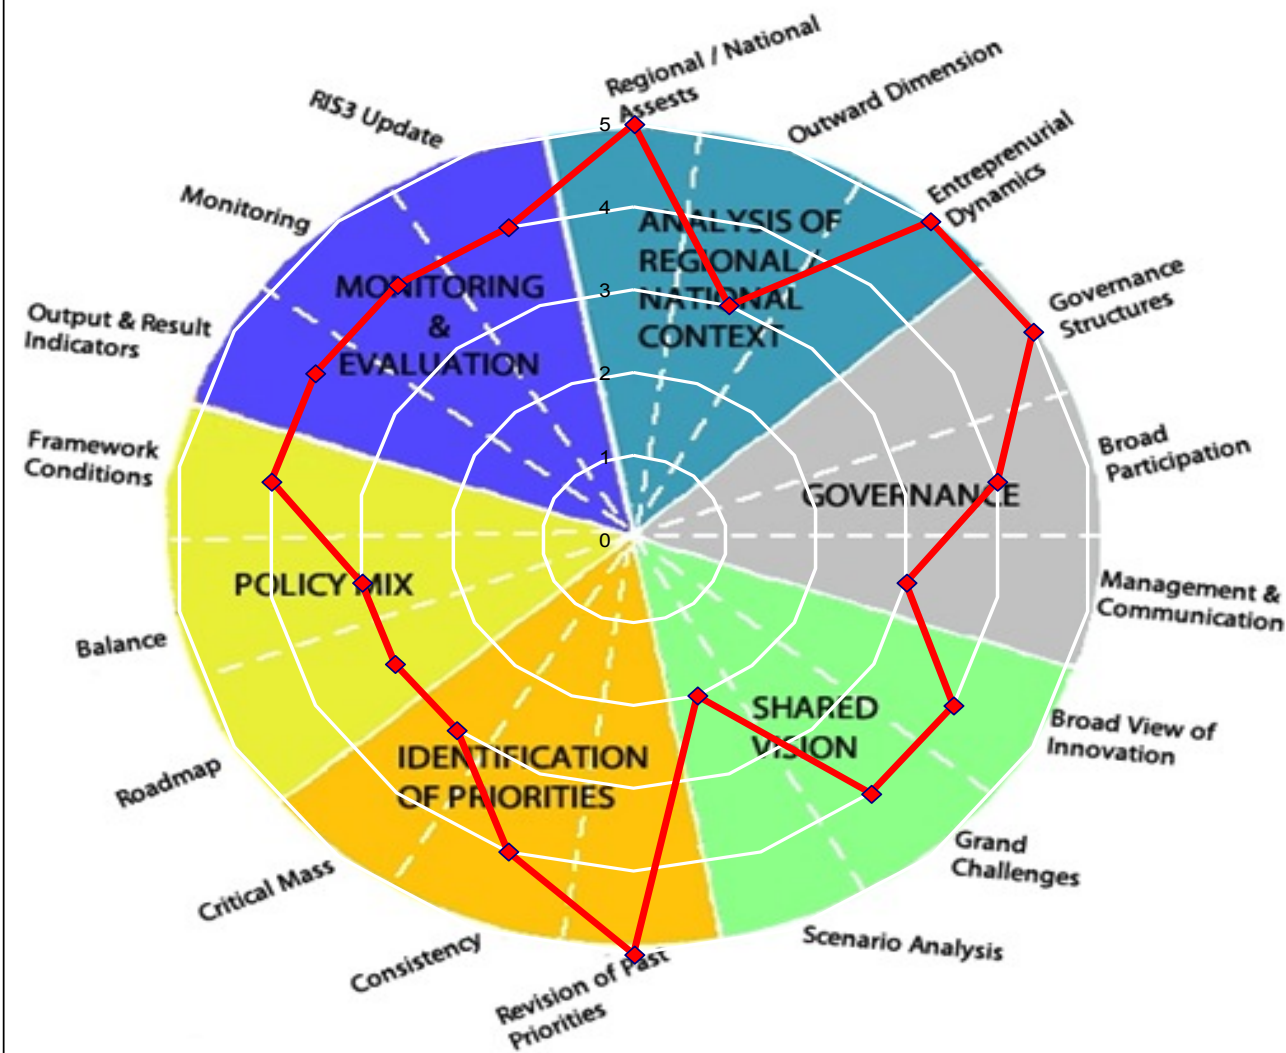 Regional / National
Assests
Outward Dimension
Entreprenurial
Dynamics
Governance
Structures
Broad
Participation
Management &
Communication
Broad View of
Innovation
Grand
Challenges
Scenario Analysis
Revision of Past
Priorities
Consistency
Critical Mass
Roadmap
Balance
Framework
Conditions
Output & Result
Indicators
Monitoring
RIS3 Update
5
4
3
2
1
0
ANALYSIS OF
REGIONAL /
NATIONAL
CONTEXT
GOVERNANCE
SHARED
VISION
IDENTIFICATION
OF PRIORITIES
POLICY MIX
MONITORING
&
EVALUATION